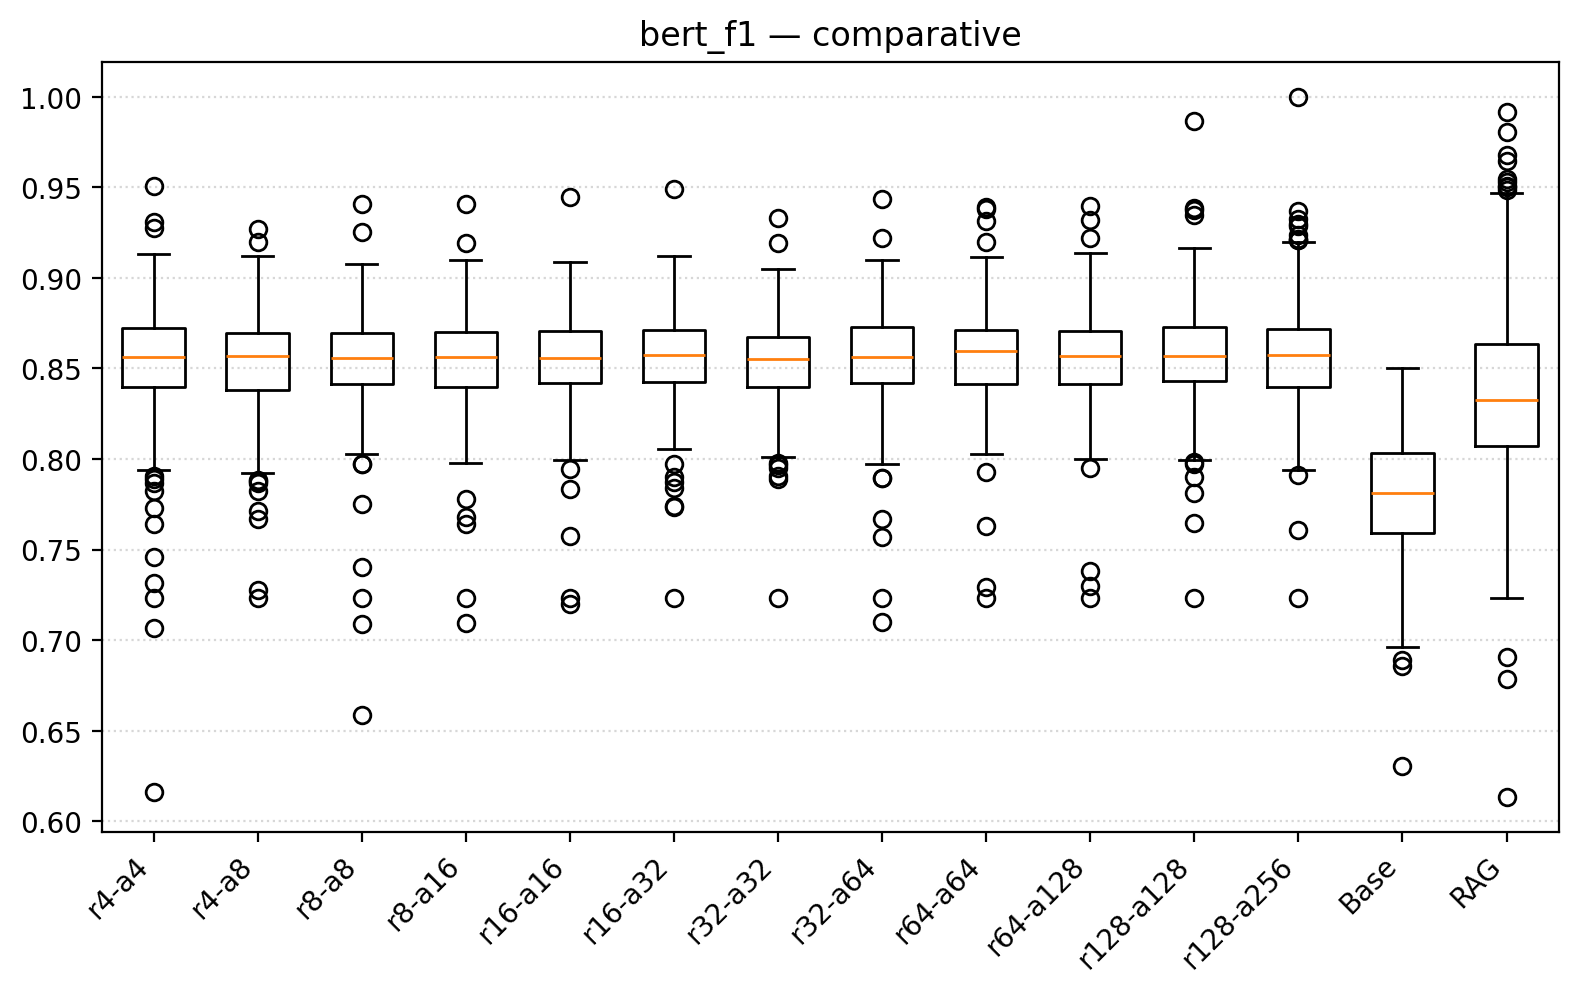 bert_f1 — comparative
1.00
0.95
0.90
0.85
0.80
0.75
0.70
0.65
0.60
r4-a4
r4-a8
r8-a8
r8-a16
r16-a16
r16-a32
r32-a32
r32-a64
r64-a64
r64-a128
r128-a128
r128-a256
Base
RAG